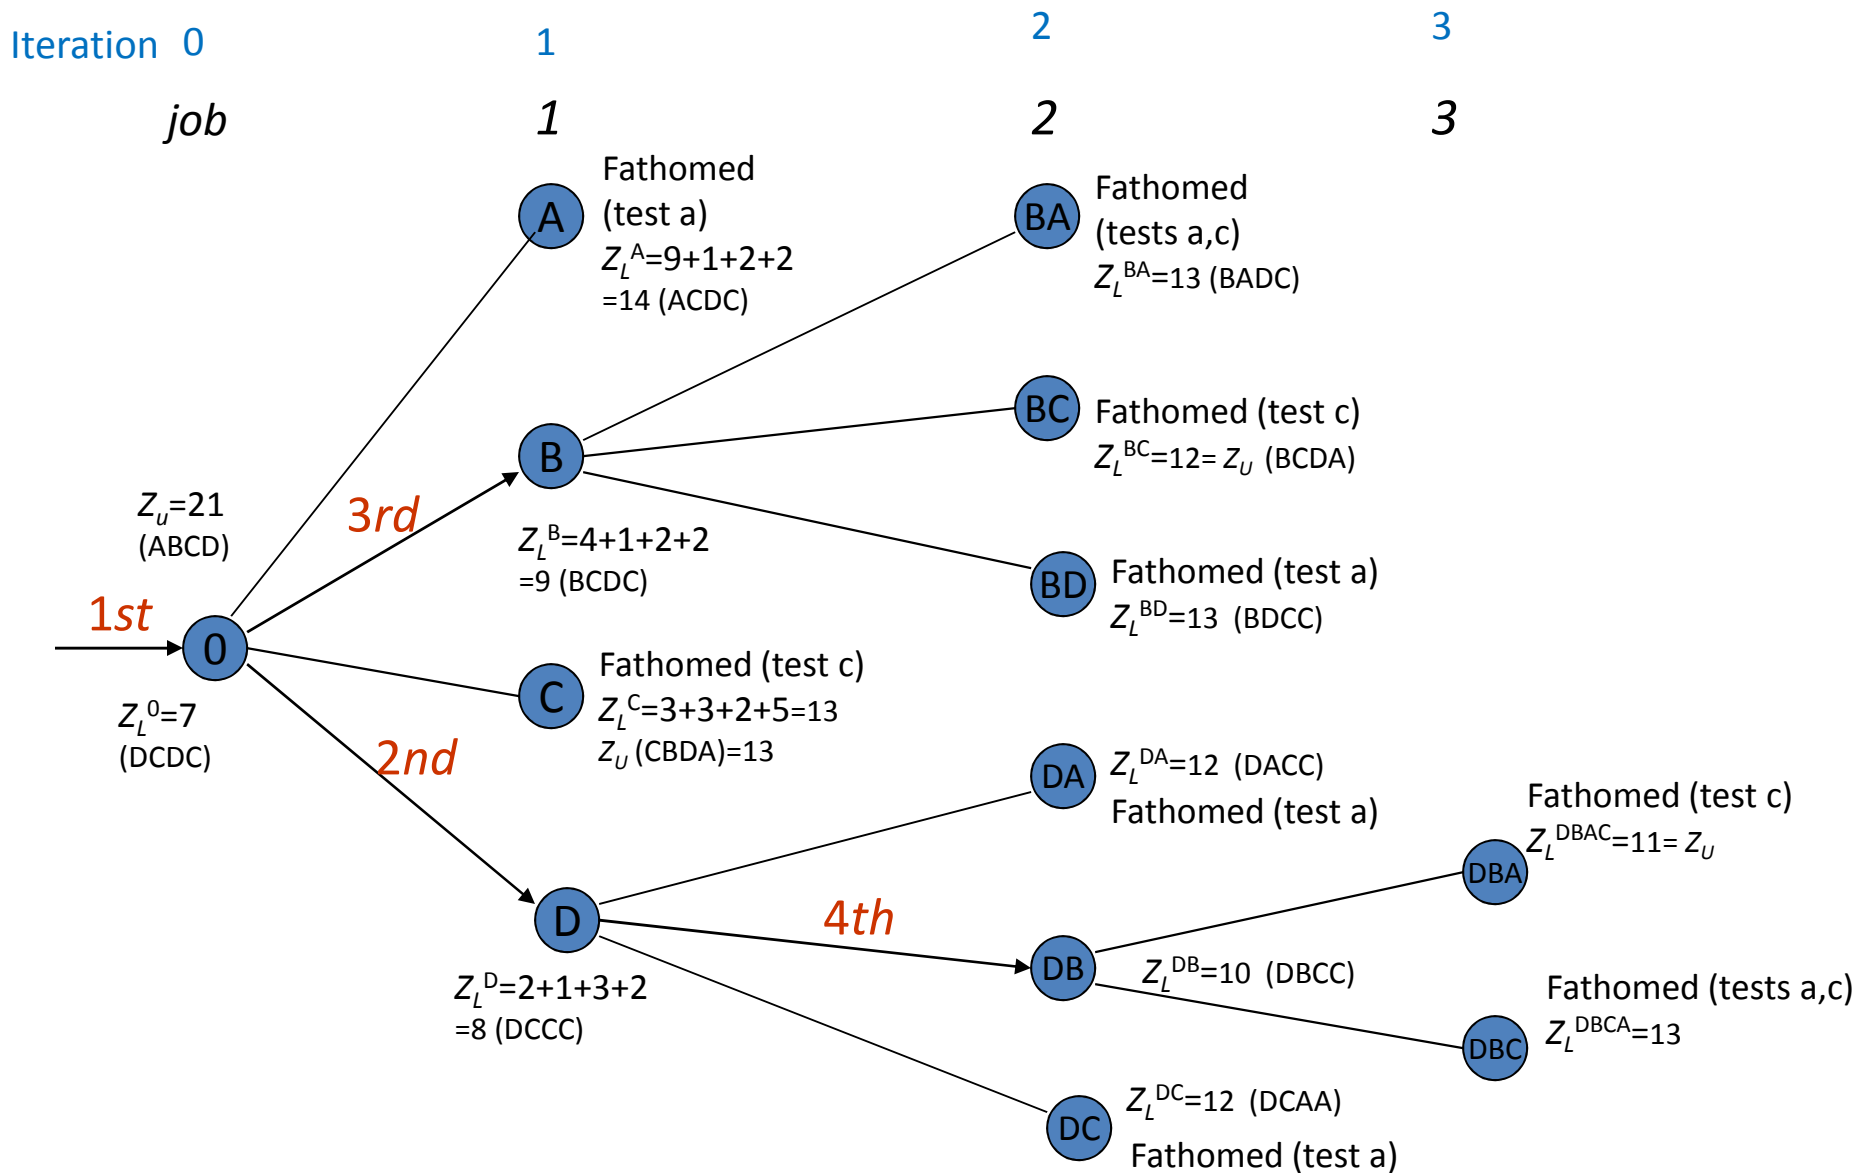 Iteration 0 1 2 3
job 1 2 3
A
Fathomed
(test a)
Z_L^A=9+1+2+2
=14 (ACDC)
BA
Fathomed
(tests a,c)
Z_L^BA=13 (BADC)
BC
Fathomed (test c)
Z_L^BC=12= Z_U (BCDA)
B
3rd
Z_L^B=4+1+2+2
=9 (BCDC)
BD
Fathomed (test a)
Z_L^BD=13 (BDCC)
Z_u=21
(ABCD)
1st
0
Z_L^0=7
(DCDC)
C
Fathomed (test c)
Z_L^C=3+3+2+5=13
Z_U (CBDA)=13
2nd
DA
Z_L^DA=12 (DACC)
Fathomed (test a)
D
Z_L^D=2+1+3+2
=8 (DCCC)
4th
DB
Z_L^DB=10 (DBCC)
Fathomed (test c)
Z_L^DBAC=11= Z_U
DBA
Fathomed (tests a,c)
Z_L^DBCA=13
DBC
DC
Z_L^DC=12 (DCAA)
Fathomed (test a)